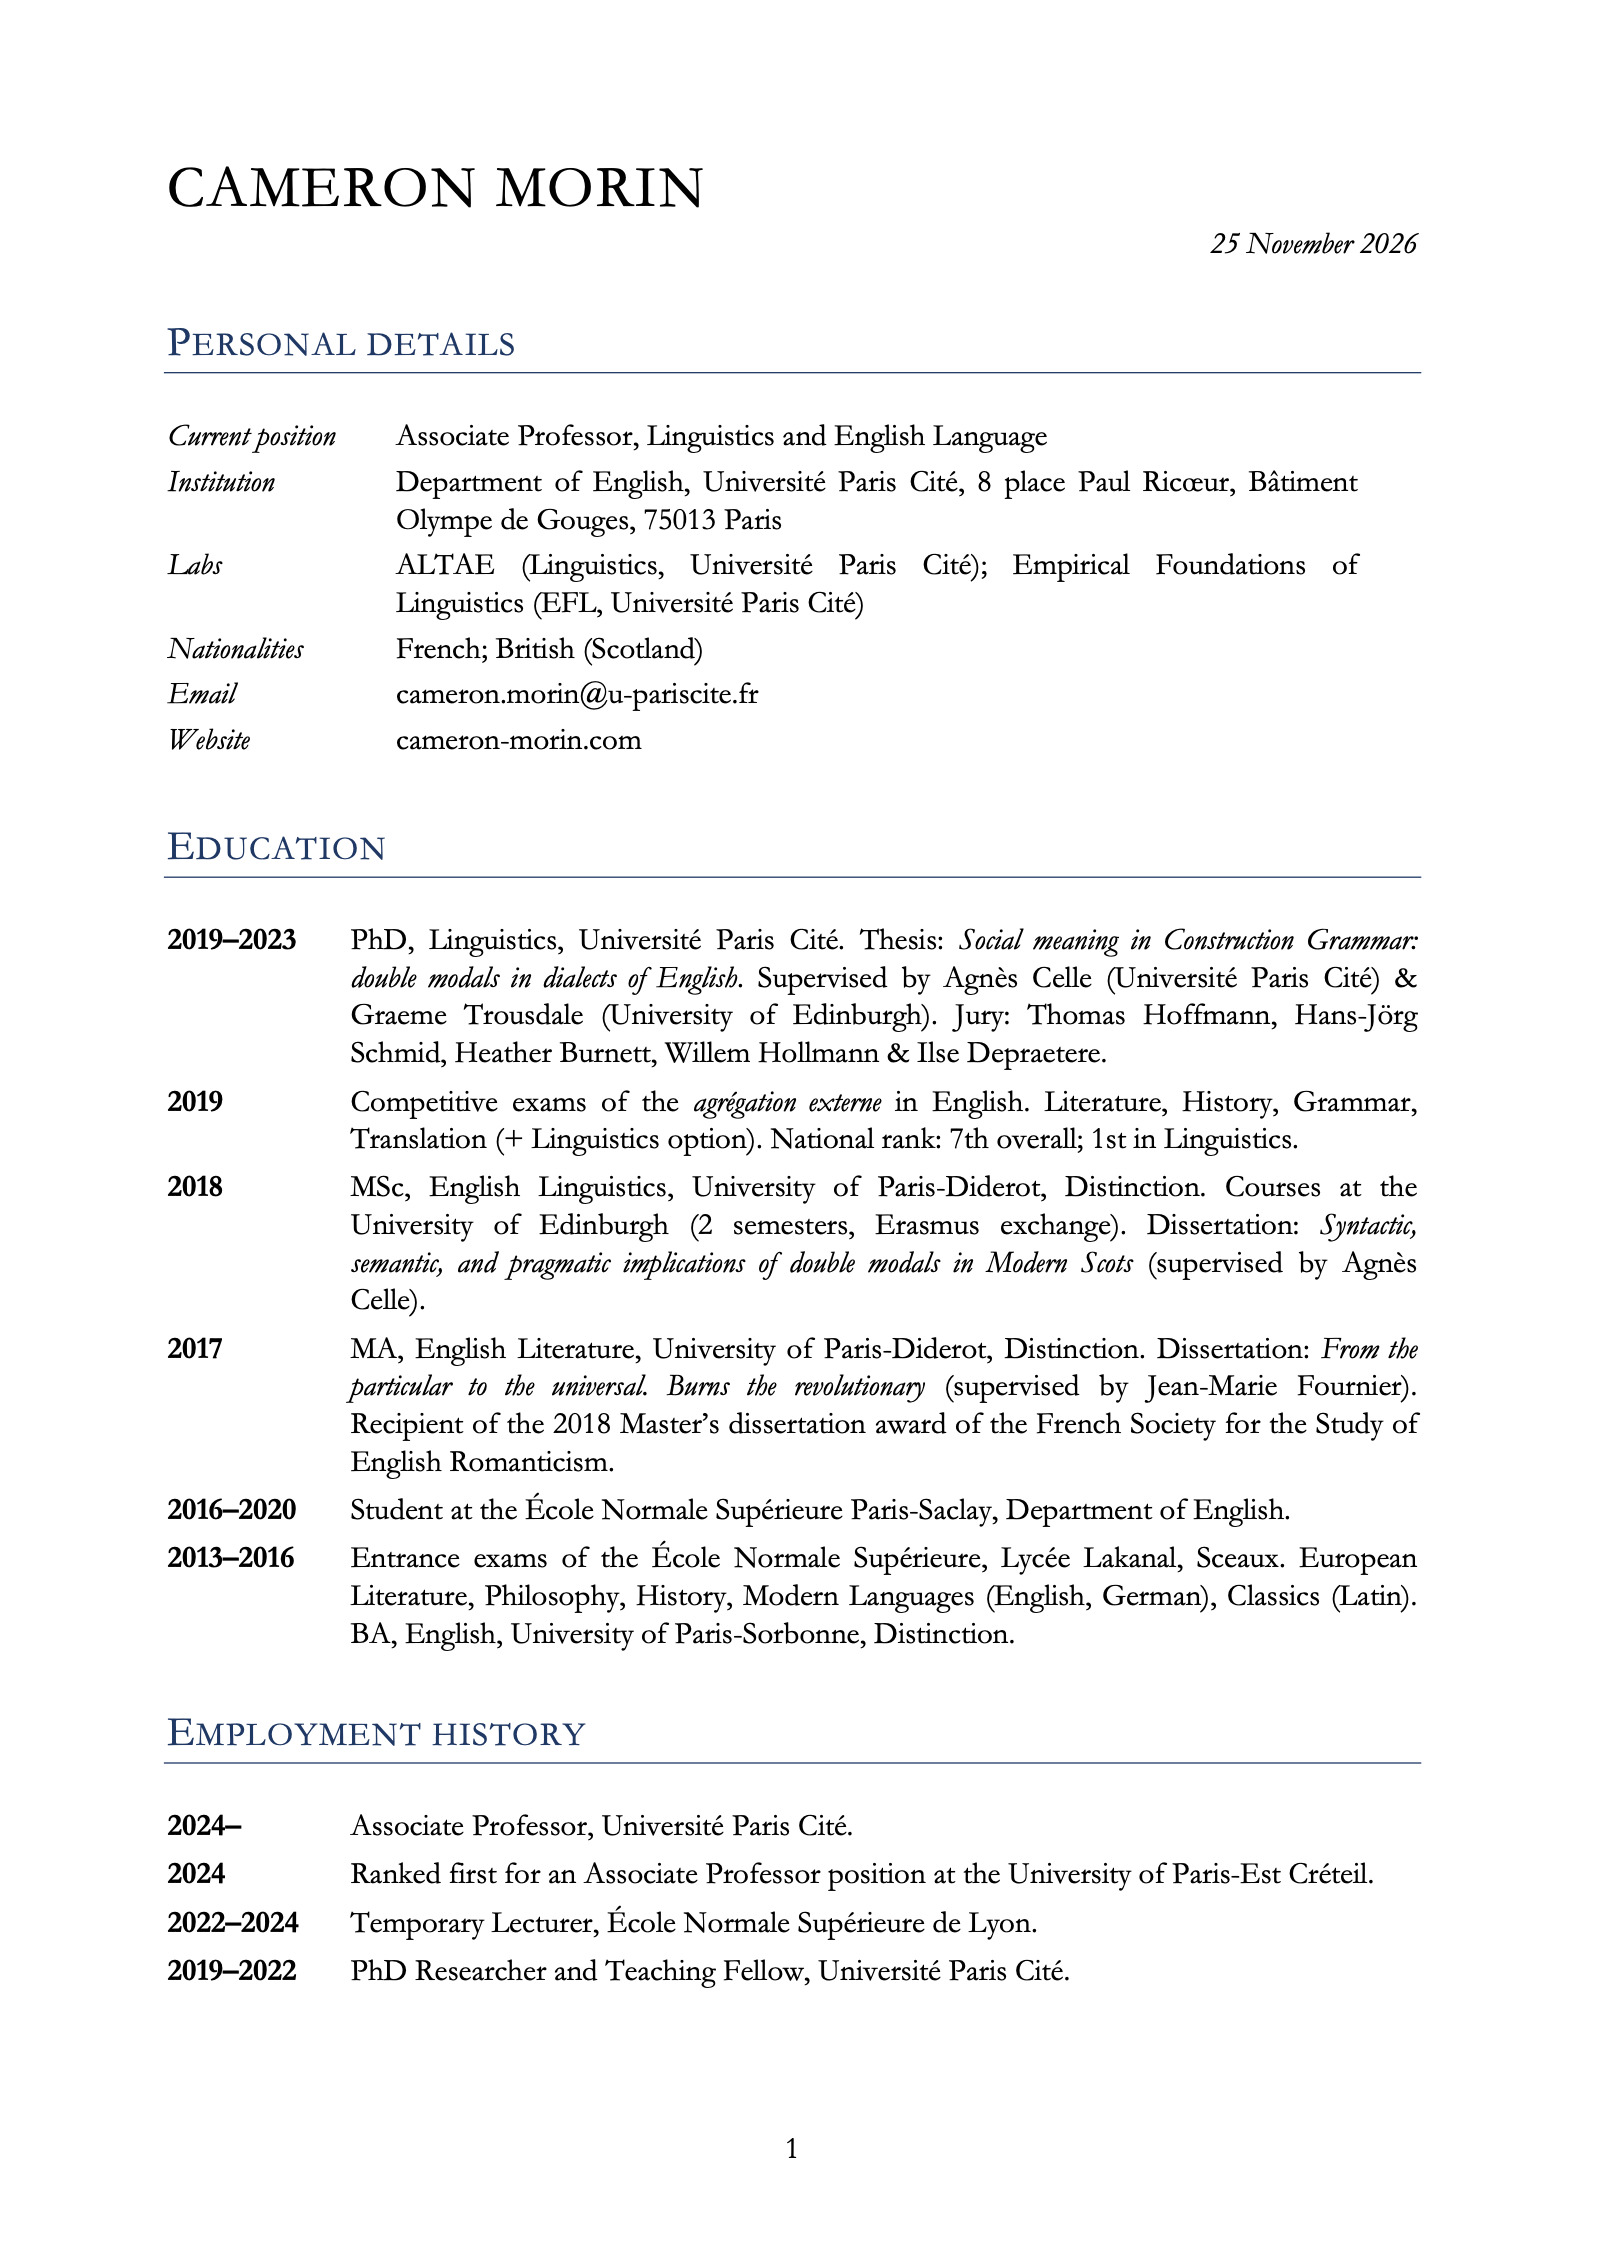 CAMERON MORIN
25 November 2026
PERSONAL DETAILS
Current position Associate Professor, Linguistics and English Language
Institution Department of English, Université Paris Cité, 8 place Paul Ricœur, Bâtiment
Olympe de Gouges, 75013 Paris
Labs ALTAE (Linguistics, Université Paris Cité); Empirical Foundations of
Linguistics (EFL, Université Paris Cité)
Nationalities French; British (Scotland)
Email cameron.morin@u-pariscite.fr
Website cameron-morin.com
EDUCATION
2019–2023 PhD, Linguistics, Université Paris Cité. Thesis: Social meaning in Construction Grammar:
double modals in dialects of English. Supervised by Agnès Celle (Université Paris Cité) &
Graeme Trousdale (University of Edinburgh). Jury: Thomas Hoffmann, Hans-Jörg
Schmid, Heather Burnett, Willem Hollmann & Ilse Depraetere.
2019 Competitive exams of the agrégation externe in English. Literature, History, Grammar,
Translation (+ Linguistics option). National rank: 7th overall; 1st in Linguistics.
2018 MSc, English Linguistics, University of Paris-Diderot, Distinction. Courses at the
University of Edinburgh (2 semesters, Erasmus exchange). Dissertation: Syntactic,
semantic, and pragmatic implications of double modals in Modern Scots (supervised by Agnès
Celle).
2017 MA, English Literature, University of Paris-Diderot, Distinction. Dissertation: From the
particular to the universal. Burns the revolutionary (supervised by Jean-Marie Fournier).
Recipient of the 2018 Master’s dissertation award of the French Society for the Study of
English Romanticism.
2016–2020 Student at the École Normale Supérieure Paris-Saclay, Department of English.
2013–2016 Entrance exams of the École Normale Supérieure, Lycée Lakanal, Sceaux. European
Literature, Philosophy, History, Modern Languages (English, German), Classics (Latin).
BA, English, University of Paris-Sorbonne, Distinction.
EMPLOYMENT HISTORY
2024– Associate Professor, Université Paris Cité.
2024 Ranked first for an Associate Professor position at the University of Paris-Est Créteil.
2022–2024 Temporary Lecturer, École Normale Supérieure de Lyon.
2019–2022 PhD Researcher and Teaching Fellow, Université Paris Cité.
1